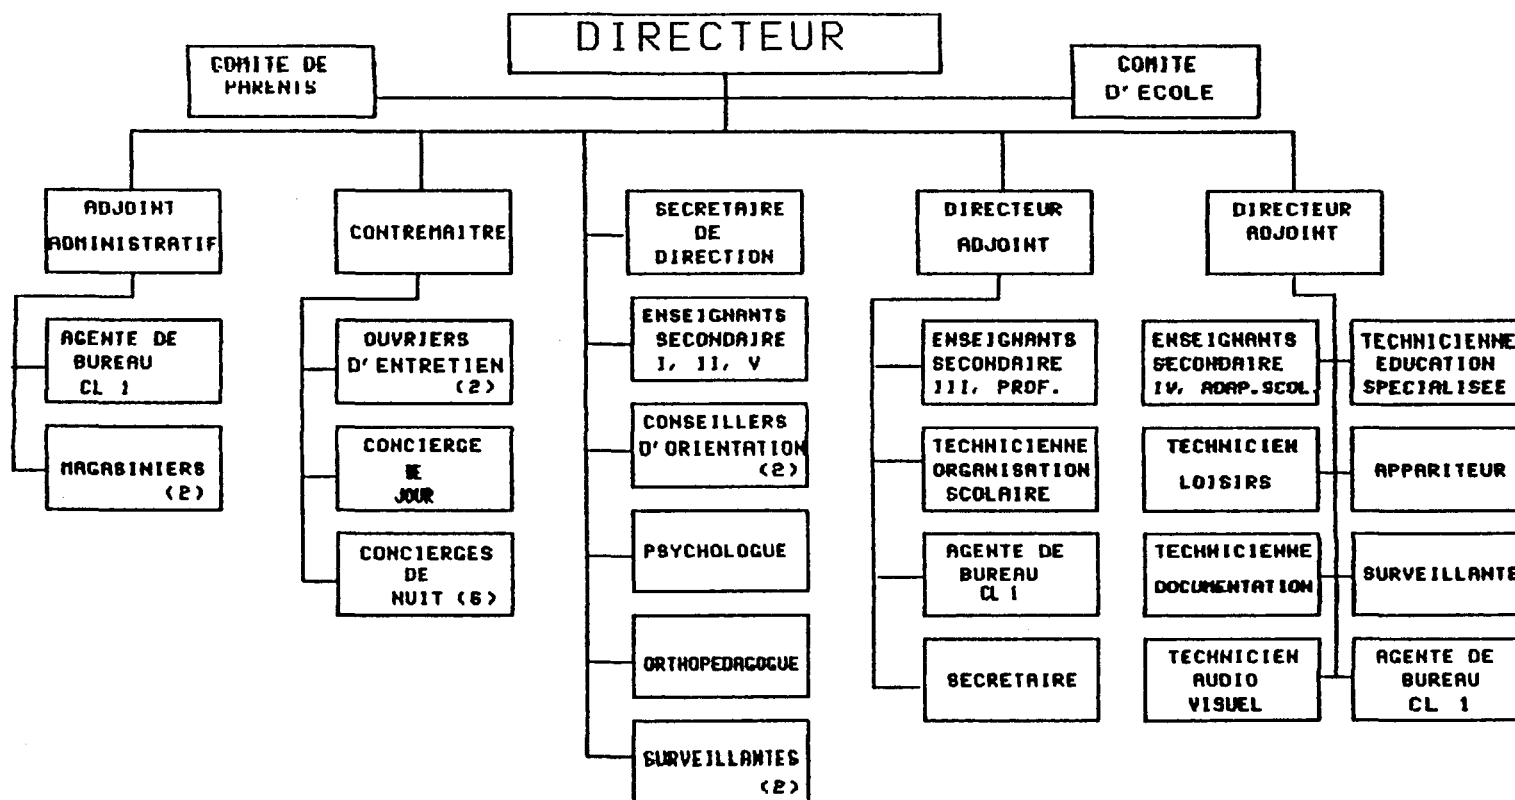 DIRECTEUR
COMITE DE
PARENTS
COMITE
D'ECOLE
ADJOINT
ADMINISTRATIF
CONTREMAITRE
SECRETAIRE
DE
DIRECTION
DIRECTEUR
ADJOINT
DIRECTEUR
ADJOINT
AGENTE DE
BUREAU
CL 1
MAGASINIERS
(2)
OUVRIERS
D'ENTRETIEN
(2)
CONCIERGE
DE
JOUR
CONCIERGES
DE
NUIT (6)
ENSEIGNANTS
SECONDAIRE
I, II, V
CONSEILLERS
D'ORIENTATION
(2)
PSYCHOLOGUE
ORTHOPEDAGOGUE
SURVEILLANTES
(2)
ENSEIGNANTS
SECONDAIRE
III, PROF.
TECHNICIENNE
ORGANISATION
SCOLAIRE
AGENTE DE
BUREAU
CL 1
SECRETAIRE
ENSEIGNANTS
SECONDAIRE
IV, ADAP.SCOL.
TECHNICIEN
LOISIRS
TECHNICIENNE
DOCUMENTATION
TECHNICIEN
AUDIO
VISUEL
TECHNICIENNE
EDUCATION
SPECIALISEE
APPARITEUR
SURVEILLANTE
AGENTE DE
BUREAU
CL 1